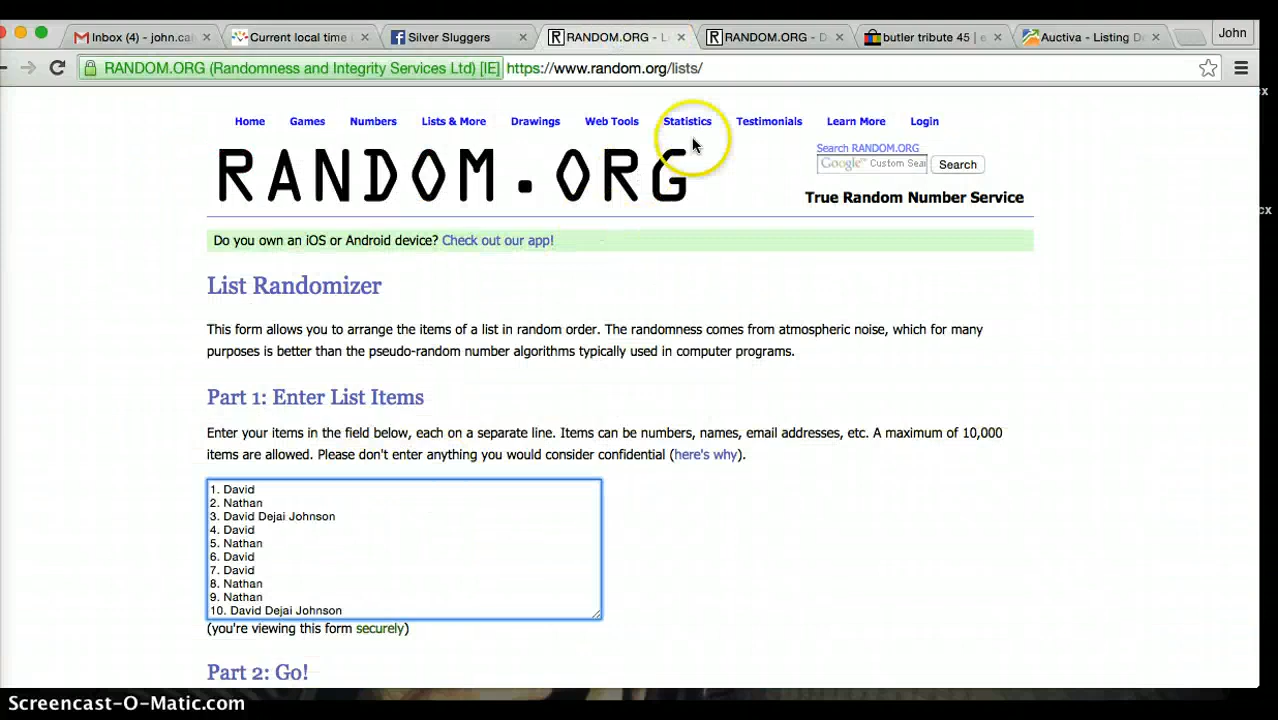 Inbox (4) - john.ca
Current local time
Silver Sluggers
RANDOM.ORG - L
RANDOM.ORG - D
butler tribute 45 | e
Auctiva - Listing De
John
RANDOM.ORG (Randomness and Integrity Services Ltd) [IE] https://www.random.org/lists/
cx
Home Games Numbers Lists & More Drawings Web Tools Statistics Testimonials Learn More Login
Search RANDOM.ORG
Google Custom Sear
Search
RANDOM.ORG
True Random Number Service
cx
Do you own an iOS or Android device? Check out our app!
List Randomizer
This form allows you to arrange the items of a list in random order. The randomness comes from atmospheric noise, which for many
purposes is better than the pseudo-random number algorithms typically used in computer programs.
Part 1: Enter List Items
Enter your items in the field below, each on a separate line. Items can be numbers, names, email addresses, etc. A maximum of 10,000
items are allowed. Please don't enter anything you would consider confidential (here's why).
1. David
2. Nathan
3. David Dejai Johnson
4. David
5. Nathan
6. David
7. David
8. Nathan
9. Nathan
10. David Dejai Johnson
(you're viewing this form securely)
Part 2: Go!
Screencast-O-Matic.com